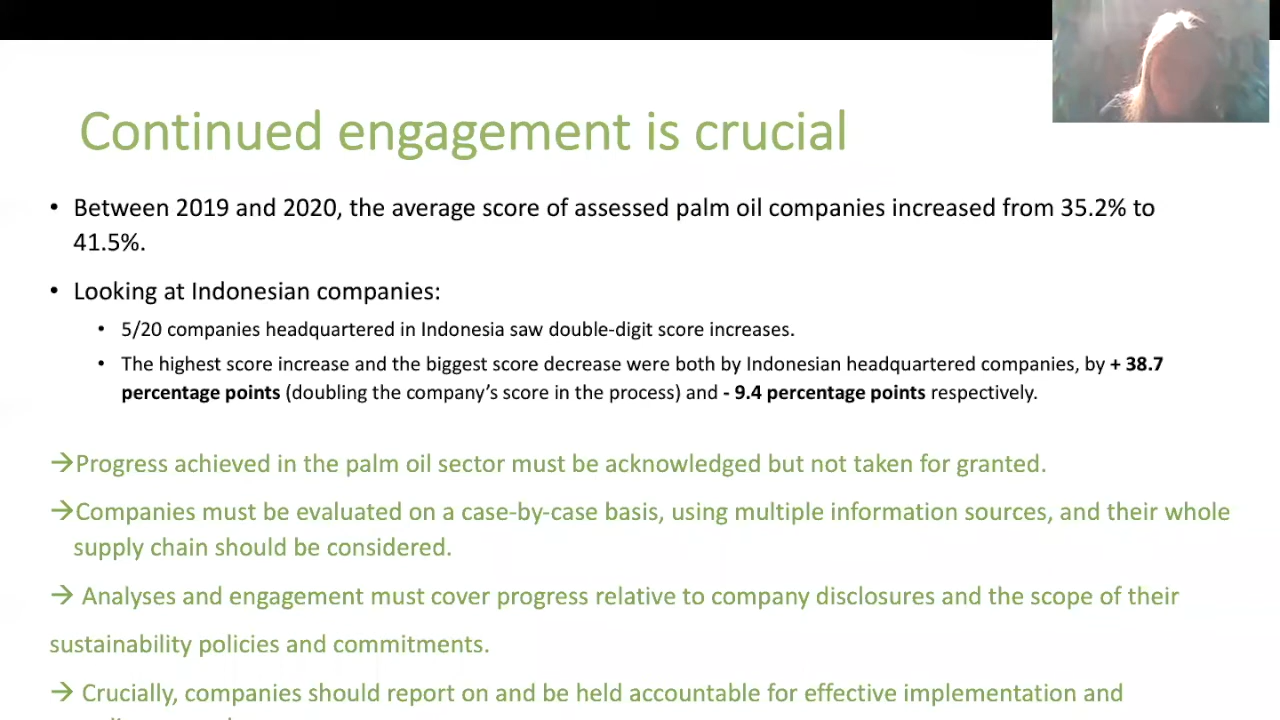 Continued engagement is crucial
• Between 2019 and 2020, the average score of assessed palm oil companies increased from 35.2% to
41.5%.
• Looking at Indonesian companies:
• 5/20 companies headquartered in Indonesia saw double-digit score increases.
• The highest score increase and the biggest score decrease were both by Indonesian headquartered companies, by + 38.7
percentage points (doubling the company's score in the process) and - 9.4 percentage points respectively.
→Progress achieved in the palm oil sector must be acknowledged but not taken for granted.
→Companies must be evaluated on a case-by-case basis, using multiple information sources, and their whole
supply chain should be considered.
→ Analyses and engagement must cover progress relative to company disclosures and the scope of their
sustainability policies and commitments.
→ Crucially, companies should report on and be held accountable for effective implementation and